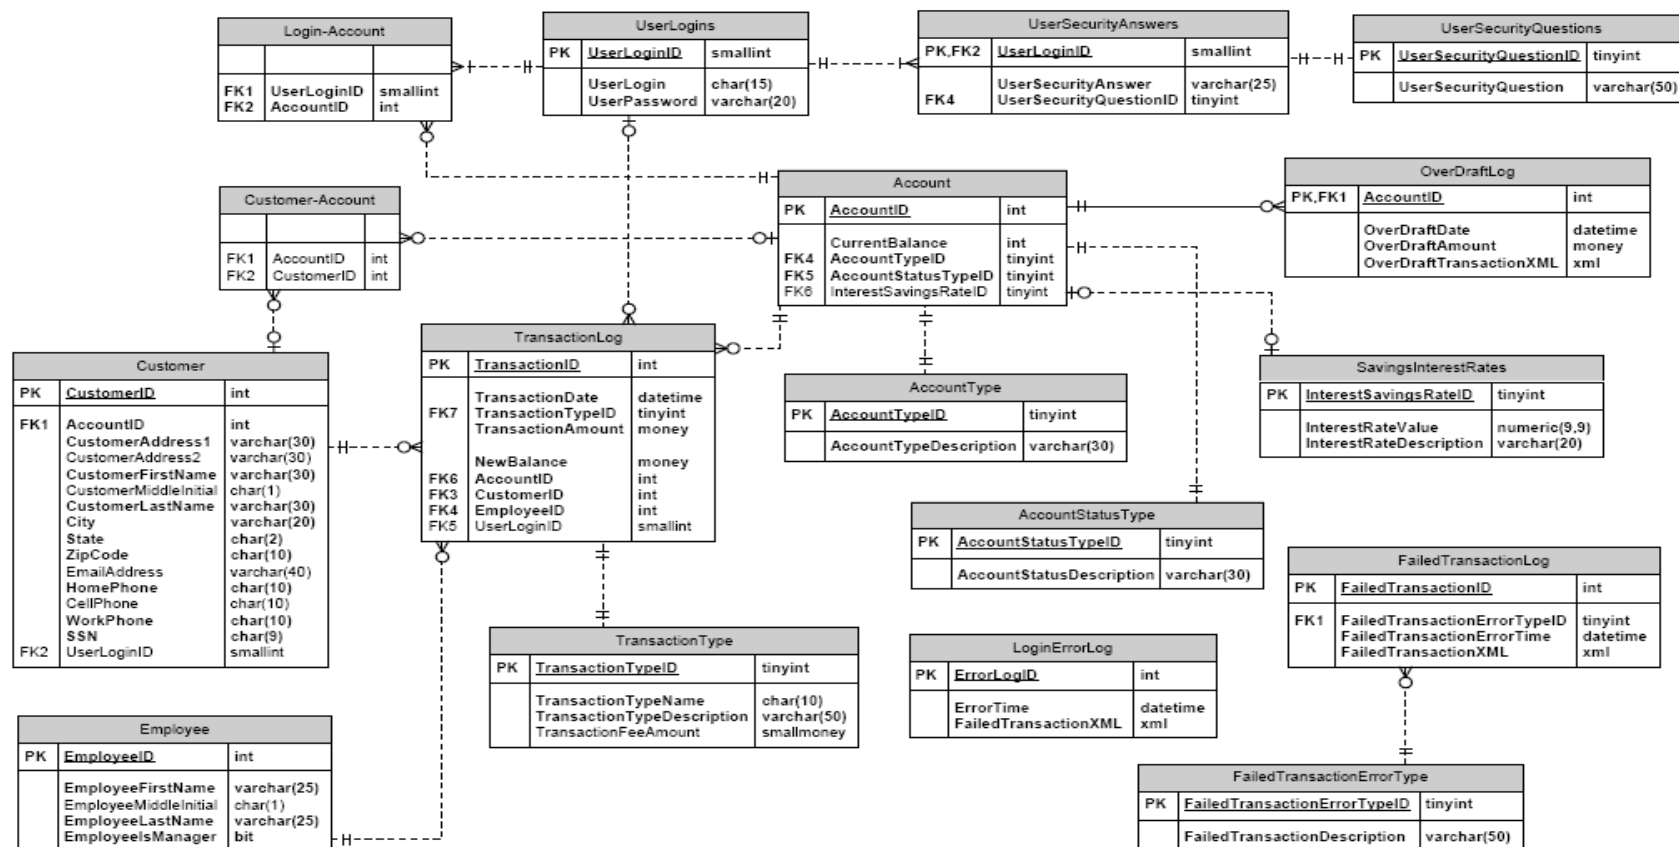 Login-Account
FK1 UserLoginID smallint
FK2 AccountID int
UserLogins
PK UserLoginID smallint
UserLogin char(15)
UserPassword varchar(20)
UserSecurityAnswers
PK,FK2 UserLoginID smallint
UserSecurityAnswer varchar(25)
FK4 UserSecurityQuestionID tinyint
UserSecurityQuestions
PK UserSecurityQuestionID tinyint
UserSecurityQuestion varchar(50)
Customer-Account
FK1 AccountID int
FK2 CustomerID int
Account
PK AccountID int
CurrentBalance int
FK4 AccountTypeID tinyint
FK5 AccountStatusTypeID tinyint
FK6 InterestSavingsRateID tinyint
OverDraftLog
PK,FK1 AccountID int
OverDraftDate datetime
OverDraftAmount money
OverDraftTransactionXML xml
Customer
PK CustomerID int
FK1 AccountID int
CustomerAddress1 varchar(30)
CustomerAddress2 varchar(30)
CustomerFirstName varchar(30)
CustomerMiddleInitial char(1)
CustomerLastName varchar(30)
City varchar(20)
State char(2)
ZipCode char(10)
EmailAddress varchar(40)
HomePhone char(10)
CellPhone char(10)
WorkPhone char(10)
SSN char(9)
FK2 UserLoginID smallint
TransactionLog
PK TransactionID int
TransactionDate datetime
FK7 TransactionTypeID tinyint
TransactionAmount money
NewBalance money
FK6 AccountID int
FK3 CustomerID int
FK4 EmployeeID int
FK5 UserLoginID smallint
AccountType
PK AccountTypeID tinyint
AccountTypeDescription varchar(30)
SavingsInterestRates
PK InterestSavingsRateID tinyint
InterestRateValue numeric(9,9)
InterestRateDescription varchar(20)
AccountStatusType
PK AccountStatusTypeID tinyint
AccountStatusDescription varchar(30)
FailedTransactionLog
PK FailedTransactionID int
FK1 FailedTransactionErrorTypeID tinyint
FailedTransactionErrorTime datetime
FailedTransactionXML xml
TransactionType
PK TransactionTypeID tinyint
TransactionTypeName char(10)
TransactionTypeDescription varchar(50)
TransactionFeeAmount smallmoney
LoginErrorLog
PK ErrorLogID int
ErrorTime datetime
FailedTransactionXML xml
Employee
PK EmployeeID int
EmployeeFirstName varchar(25)
EmployeeMiddleInitial char(1)
EmployeeLastName varchar(25)
EmployeeIsManager bit
FailedTransactionErrorType
PK FailedTransactionErrorTypeID tinyint
FailedTransactionDescription varchar(50)